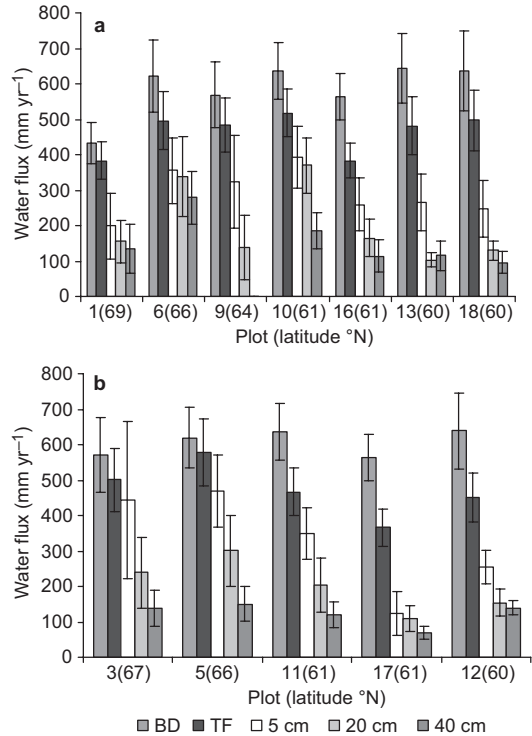 a
Water flux (mm yr⁻¹)
800
700
600
500
400
300
200
100
0
1(69) 6(66) 9(64) 10(61) 16(61) 13(60) 18(60)
Plot (latitude °N)
b
Water flux (mm yr⁻¹)
800
700
600
500
400
300
200
100
0
3(67) 5(66) 11(61) 17(61) 12(60)
Plot (latitude °N)
BD TF 5 cm 20 cm 40 cm